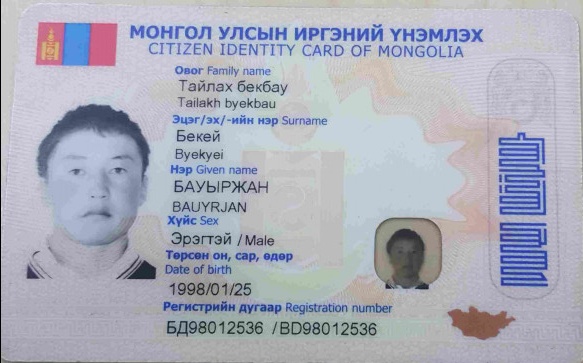 МОНГОЛ УЛСЫН ИРГЭНИЙ ҮНЭМЛЭХ
CITIZEN IDENTITY CARD OF MONGOLIA
Овог Family name
Тайлах бекбау
Tailakh byekbau
Эцэг/эх/-ийн нэр Surname
Бекей
Byekyei
Нэр Given name
БАУЫРЖАН
BAUYRJAN
Хүйс Sex
Эрэгтэй / Male
Төрсөн он, сар, өдөр
Date of birth
1998/01/25
Регистрийн дугаар Registration number
БД98012536 /BD98012536